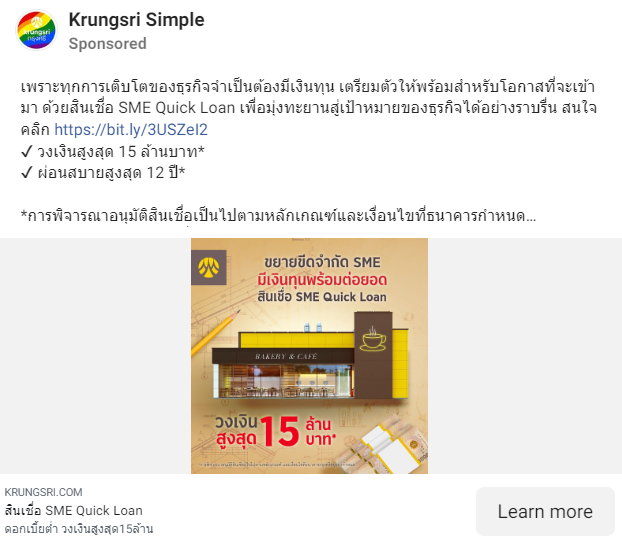 Krungsri Simple
Sponsored
เพราะทุกการเติบโตของธุรกิจจำเป็นต้องมีเงินทุน เตรียมตัวให้พร้อมสำหรับโอกาสที่จะเข้า
มา ด้วยสินเชื่อ SME Quick Loan เพื่อมุ่งทะยานสู่เป้าหมายของธุรกิจได้อย่างราบรื่น สนใจ
คลิก https://bit.ly/3USZeI2
✓ วงเงินสูงสุด 15 ล้านบาท*
✓ ผ่อนสบายสูงสุด 12 ปี*
*การพิจารณาอนุมัติสินเชื่อเป็นไปตามหลักเกณฑ์และเงื่อนไขที่ธนาคารกำหนด...
krungsri
กรุงศรี
ขยายขีดจำกัด SME
มีเงินทุนพร้อมต่อยอด
สินเชื่อ SME Quick Loan
BAKERY & CAFÉ
วงเงิน
สูงสุด 15 ล้าน
บาท*
KRUNGSRI.COM
สินเชื่อ SME Quick Loan
ดอกเบี้ยต่ำ วงเงินสูงสุด15ล้าน
Learn more